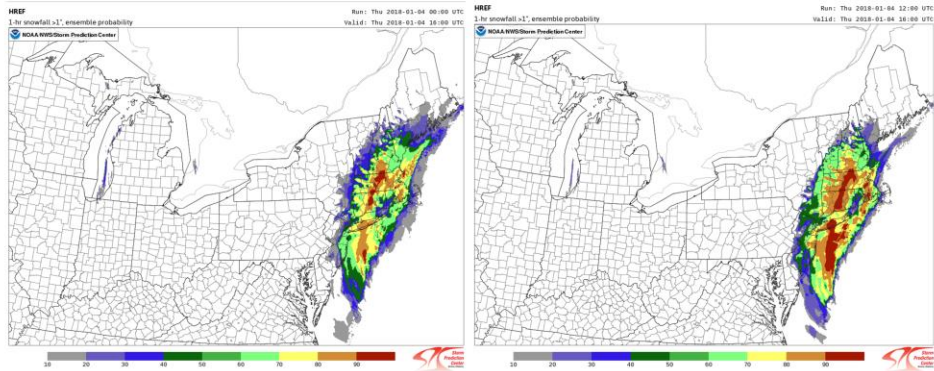 HREF
Run: Thu 2018-01-04 00:00 UTC
1-hr snowfall >1", ensemble probability
Valid: Thu 2018-01-04 16:00 UTC
NOAA/NWS/Storm Prediction Center
10 20 30 40 50 60 70 80 90
Storm
Prediction
Center
HREF
Run: Thu 2018-01-04 12:00 UTC
1-hr snowfall >1", ensemble probability
Valid: Thu 2018-01-04 16:00 UTC
NOAA/NWS/Storm Prediction Center
10 20 30 40 50 60 70 80 90
Storm
Prediction
Center